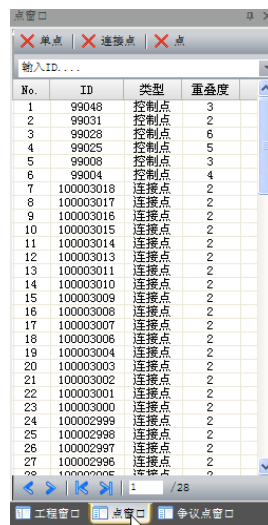 点窗口
单点 连接点 点
输入ID....
No. ID 类型 重叠度
1 99048 控制点 3
2 99031 控制点 2
3 99028 控制点 6
4 99025 控制点 5
5 99008 控制点 3
6 99004 控制点 4
7 100003018 连接点 2
8 100003017 连接点 2
9 100003016 连接点 2
10 100003015 连接点 2
11 100003014 连接点 2
12 100003013 连接点 2
13 100003011 连接点 2
14 100003010 连接点 2
15 100003009 连接点 2
16 100003008 连接点 2
17 100003007 连接点 2
18 100003006 连接点 2
19 100003004 连接点 2
20 100003003 连接点 2
21 100003002 连接点 2
22 100003001 连接点 2
23 100003000 连接点 2
24 100002999 连接点 2
25 100002998 连接点 2
26 100002997 连接点 2
27 100002996 连接点 2
28 100002995 连接点 2
1 /28
工程窗口 点窗口 争议点窗口